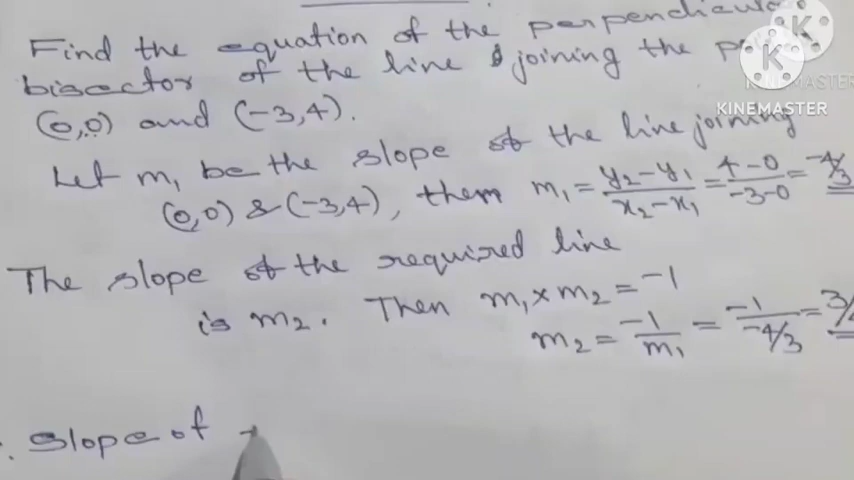 Find the equation of the perpendicular
bisector of the line joining the
(0,0) and (-3,4).
Let m₁ be the slope of the line joining
(0,0) & (-3,4), then m₁ = y₂-y₁/x₂-x₁ = 4-0/-3-0 = -4/3
The slope of the required line
is m₂. Then m₁ x m₂ = -1
m₂ = -1/m₁ = -1/-4/3 = 3/
Slope of
KINEMASTER
KINEMASTER